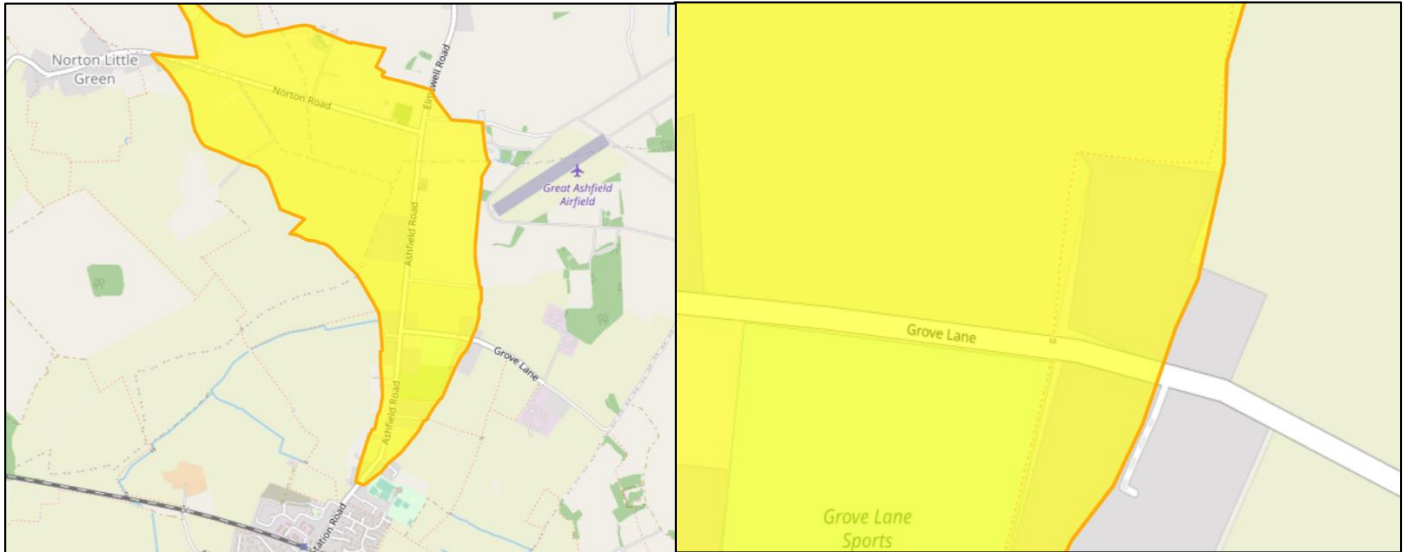 Norton Little
Green
Norton Road
Elmswell Road
Great Ashfield
Airfield
Ashfield Road
Grove Lane
Ashfield Road
Station Road
Grove Lane
Grove Lane
Sports